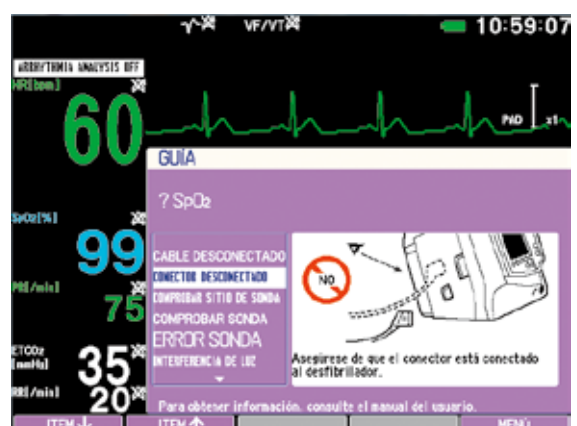 VF/VT
10:59:07
ARRHYTHMIA ANALYSIS OFF
HR[bpm]
60
PAD x1
GUÍA
? SpO2
SpO2[%]
99
CABLE DESCONECTADO
CONECTOR DESCONECTADO
COMPROBAR SITIO DE SONDA
COMPROBAR SONDA
ERROR SONDA
INTERFERENCIA DE LUZ
NO
PR[/min]
75
Asegúrese de que el conector está conectado
al desfibrillador.
ETCO2
[mmHg]
35
RR[/min]
20
Para obtener información, consulte el manual del usuario.
ITEM ↓
ITEM ↑
MENÚ